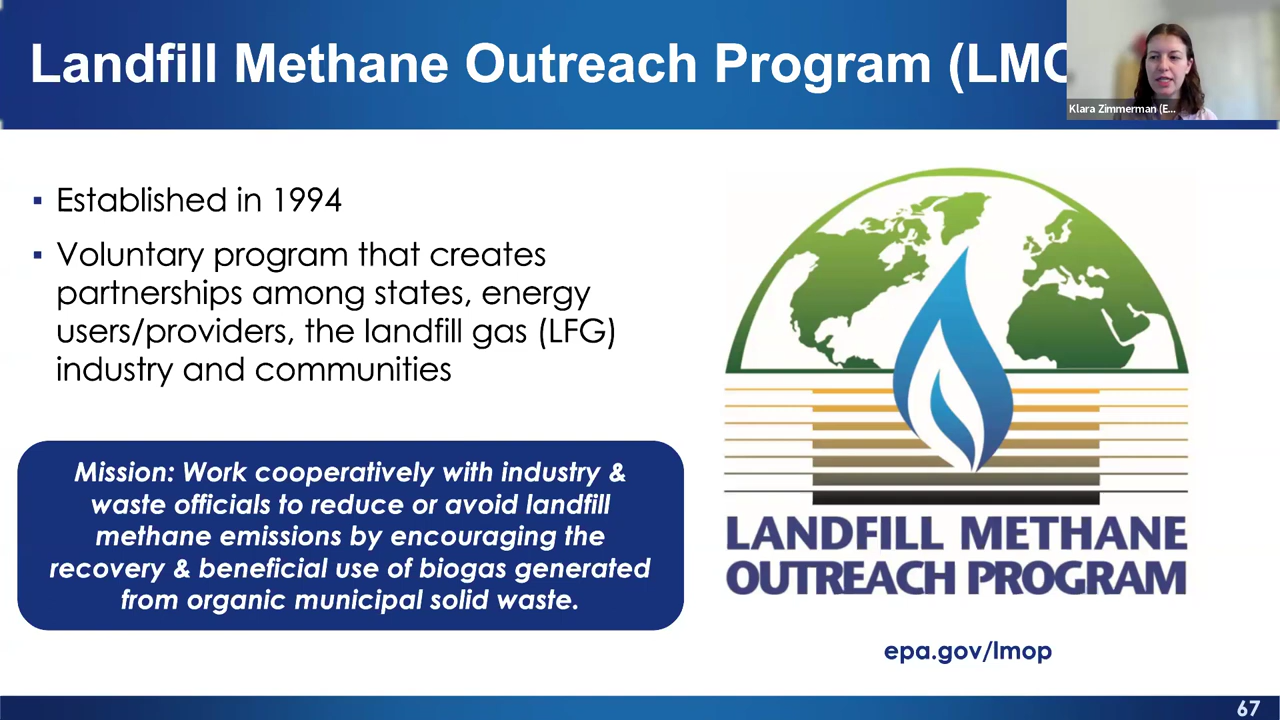 Landfill Methane Outreach Program (LMO
Klara Zimmerman (E...
▪ Established in 1994
▪ Voluntary program that creates
partnerships among states, energy
users/providers, the landfill gas (LFG)
industry and communities
Mission: Work cooperatively with industry &
waste officials to reduce or avoid landfill
methane emissions by encouraging the
recovery & beneficial use of biogas generated
from organic municipal solid waste.
LANDFILL METHANE
OUTREACH PROGRAM
epa.gov/lmop
67